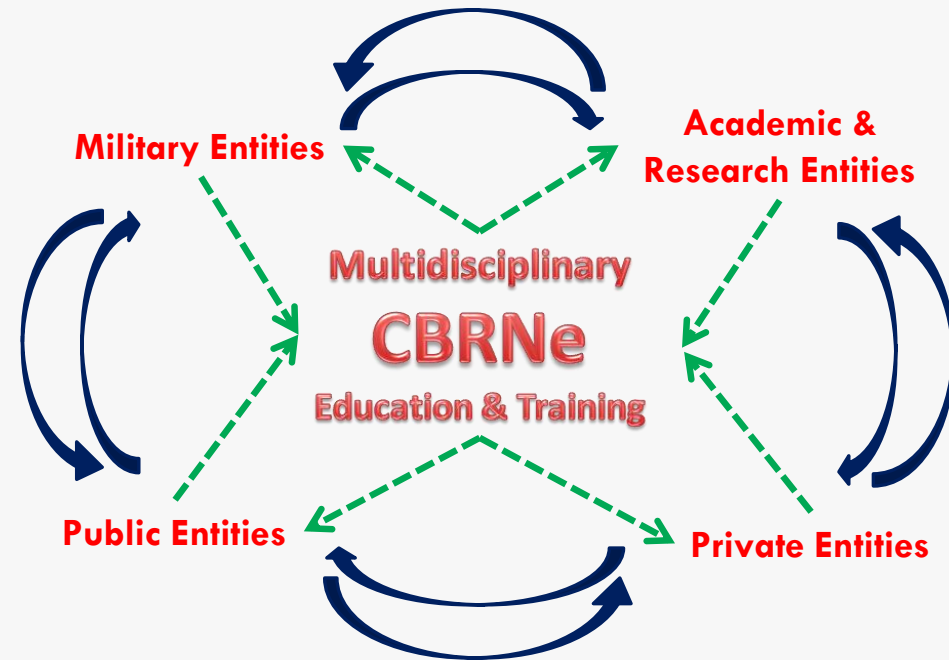 Military Entities
Academic &
Research Entities
Multidisciplinary
CBRNe
Education & Training
Public Entities
Private Entities